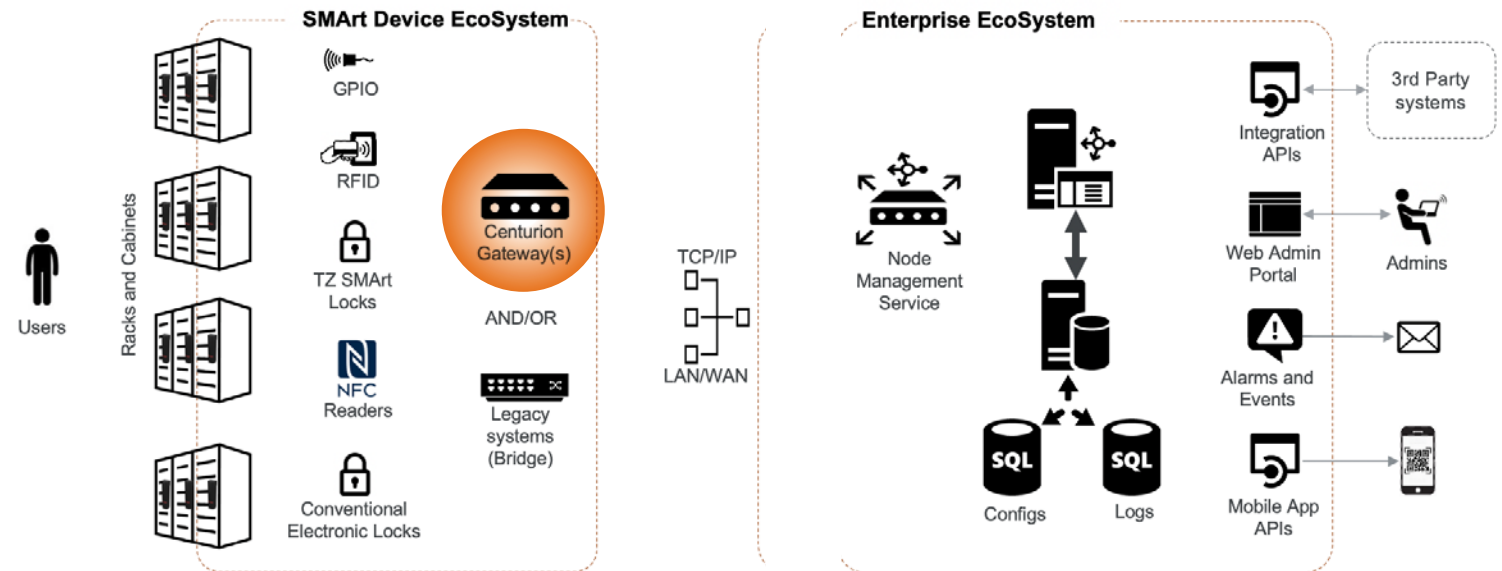 SMArt Device EcoSystem
Enterprise EcoSystem
Users
Racks and Cabinets
GPIO
RFID
TZ SMArt
Locks
NFC
Readers
Conventional
Electronic Locks
Centurion
Gateway(s)
AND/OR
Legacy
systems
(Bridge)
TCP/IP
LAN/WAN
Node
Management
Service
SQL
Configs
SQL
Logs
Integration
APIs
3rd Party
systems
Web Admin
Portal
Admins
Alarms and
Events
Mobile App
APIs